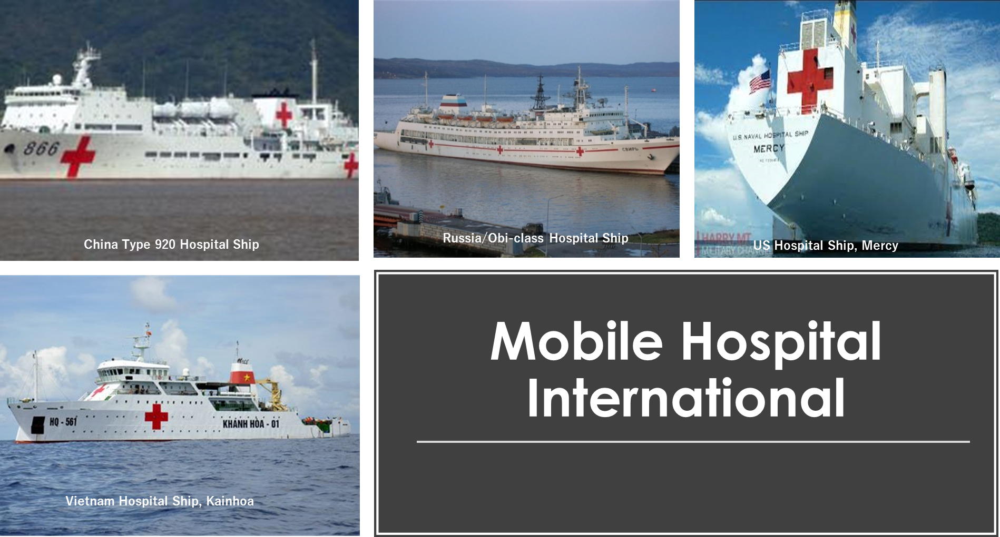 866
China Type 920 Hospital Ship
СВИРЬ
Russia/Obi-class Hospital Ship
U.S. NAVAL HOSPITAL SHIP
MERCY
HARRY MT
MILITARY
US Hospital Ship, Mercy
HQ - 561
KHÁNH HÒA - 01
Vietnam Hospital Ship, Kainhoa
Mobile Hospital
International